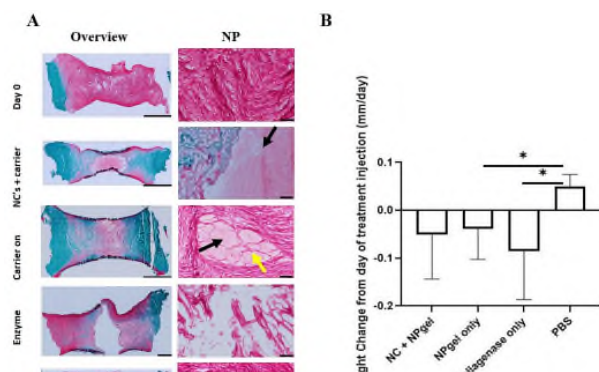 A
B
Overview
NP
Day 0
NC's + carrier
Carrier on
Enzyme
ght Change from day of treatment injection (mm/day)
0.1
0.0
-0.1
-0.2
*
*
NC + NPgel
NPgel only
llagenase only
PBS